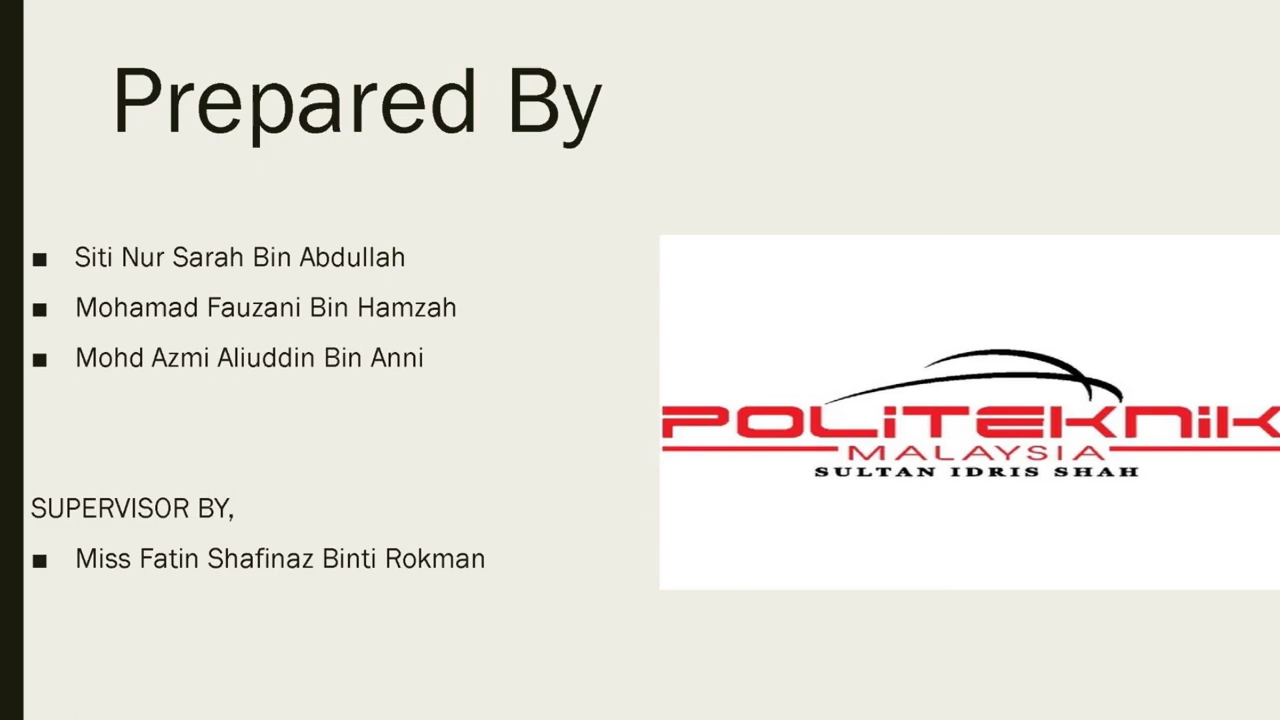 Prepared By
Siti Nur Sarah Bin Abdullah
Mohamad Fauzani Bin Hamzah
Mohd Azmi Aliuddin Bin Anni
SUPERVISOR BY,
Miss Fatin Shafinaz Binti Rokman
POLiTEKNiK
MALAYSIA
SULTAN IDRIS SHAH